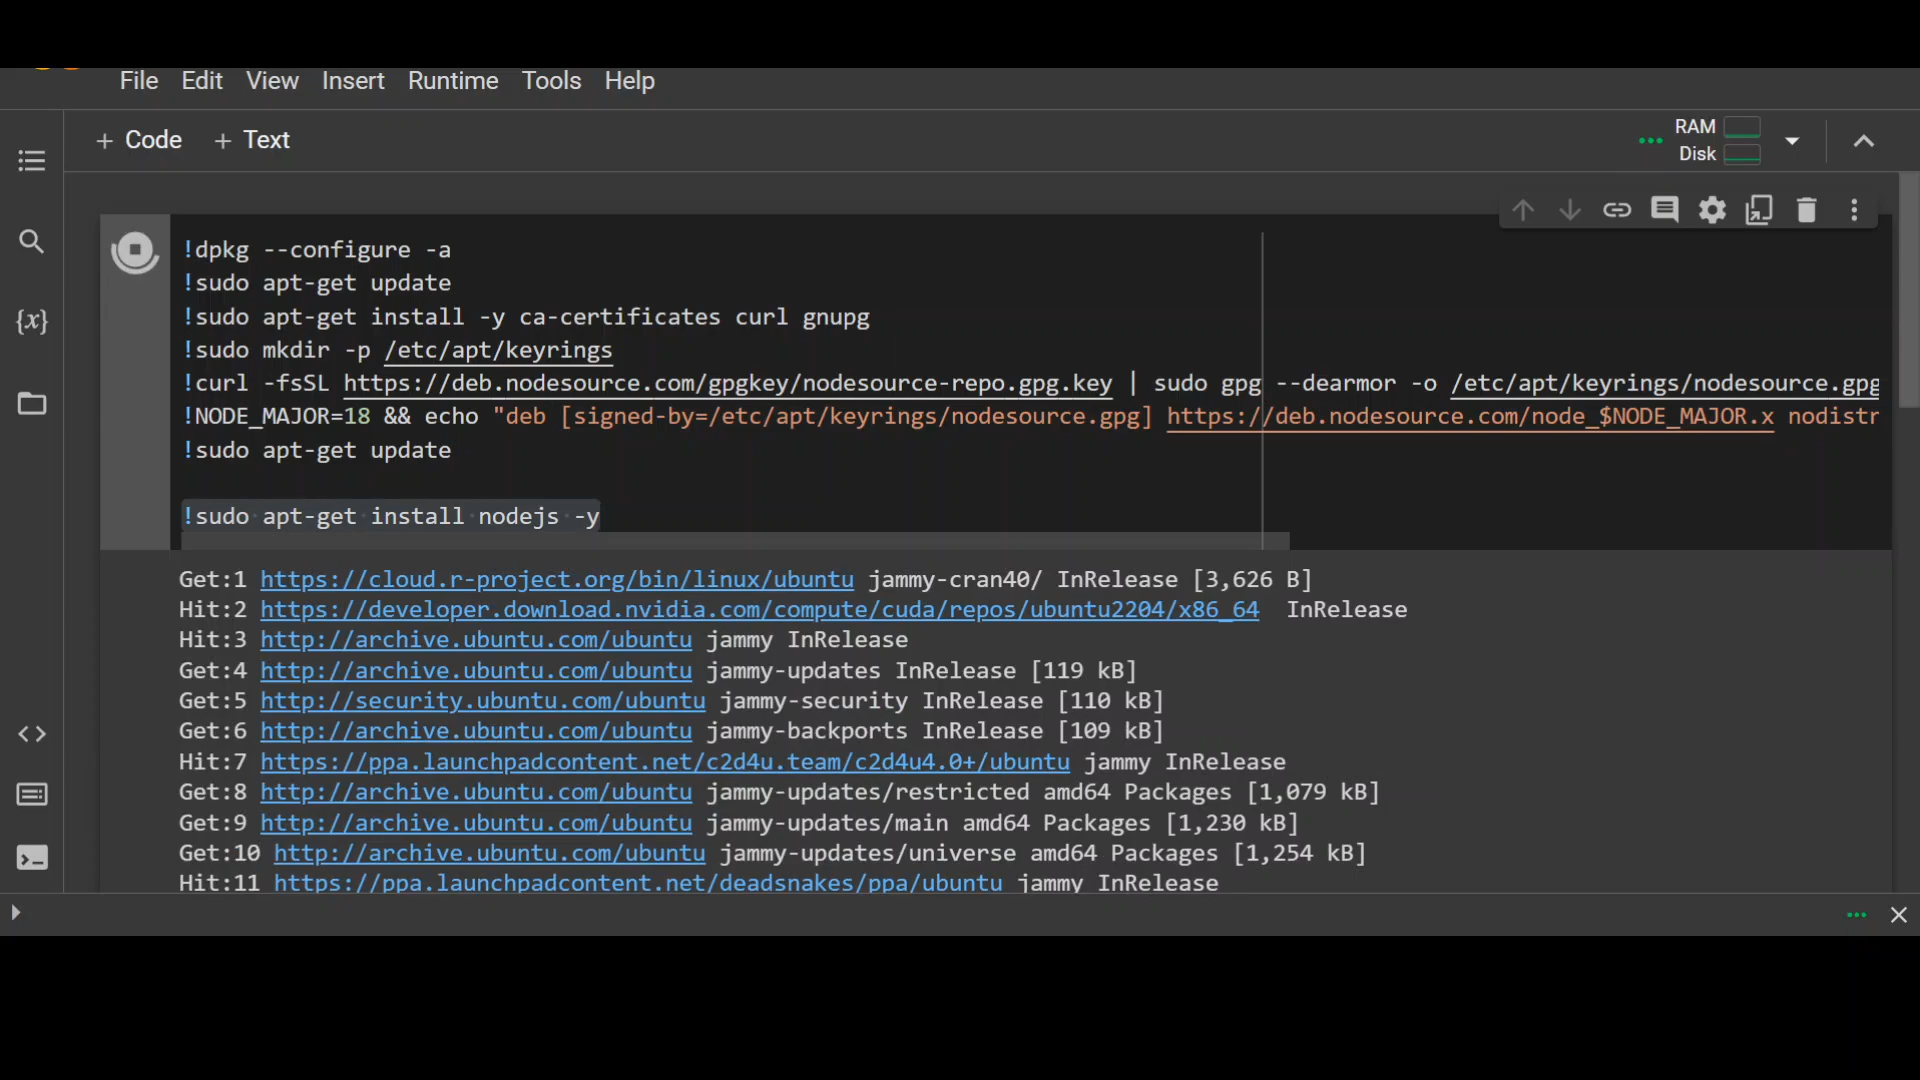 File Edit View Insert Runtime Tools Help
+ Code + Text
RAM
Disk
!dpkg --configure -a
!sudo apt-get update
!sudo apt-get install -y ca-certificates curl gnupg
!sudo mkdir -p /etc/apt/keyrings
!curl -fsSL https://deb.nodesource.com/gpgkey/nodesource-repo.gpg.key | sudo gpg --dearmor -o /etc/apt/keyrings/nodesource.gpg
!NODE_MAJOR=18 && echo "deb [signed-by=/etc/apt/keyrings/nodesource.gpg] https://deb.nodesource.com/node_$NODE_MAJOR.x nodistr
!sudo apt-get update
!sudo apt-get install nodejs -y
Get:1 https://cloud.r-project.org/bin/linux/ubuntu jammy-cran40/ InRelease [3,626 B]
Hit:2 https://developer.download.nvidia.com/compute/cuda/repos/ubuntu2204/x86_64  InRelease
Hit:3 http://archive.ubuntu.com/ubuntu jammy InRelease
Get:4 http://archive.ubuntu.com/ubuntu jammy-updates InRelease [119 kB]
Get:5 http://security.ubuntu.com/ubuntu jammy-security InRelease [110 kB]
Get:6 http://archive.ubuntu.com/ubuntu jammy-backports InRelease [109 kB]
Hit:7 https://ppa.launchpadcontent.net/c2d4u.team/c2d4u4.0+/ubuntu jammy InRelease
Get:8 http://archive.ubuntu.com/ubuntu jammy-updates/restricted amd64 Packages [1,079 kB]
Get:9 http://archive.ubuntu.com/ubuntu jammy-updates/main amd64 Packages [1,230 kB]
Get:10 http://archive.ubuntu.com/ubuntu jammy-updates/universe amd64 Packages [1,254 kB]
Hit:11 https://ppa.launchpadcontent.net/deadsnakes/ppa/ubuntu jammy InRelease